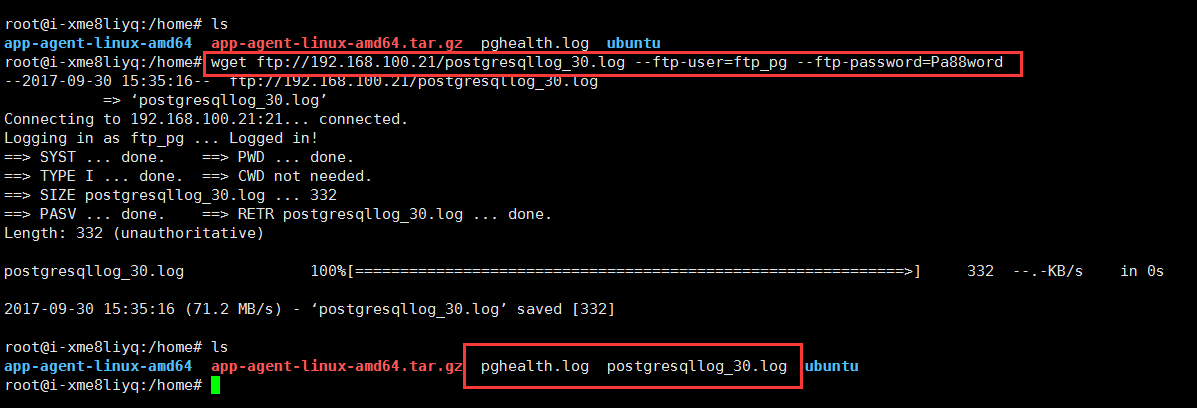 root@i-xme8liyq:/home# ls
app-agent-linux-amd64  app-agent-linux-amd64.tar.gz  pghealth.log  ubuntu
root@i-xme8liyq:/home# wget ftp://192.168.100.21/postgresqllog_30.log --ftp-user=ftp_pg --ftp-password=Pa88word
--2017-09-30 15:35:16--  ftp://192.168.100.21/postgresqllog_30.log
           => ‘postgresqllog_30.log’
Connecting to 192.168.100.21:21... connected.
Logging in as ftp_pg ... Logged in!
==> SYST ... done.    ==> PWD ... done.
==> TYPE I ... done.  ==> CWD not needed.
==> SIZE postgresqllog_30.log ... 332
==> PASV ... done.    ==> RETR postgresqllog_30.log ... done.
Length: 332 (unauthoritative)
postgresqllog_30.log              100%[=============================================================>]     332  --.-KB/s    in 0s
2017-09-30 15:35:16 (71.2 MB/s) - ‘postgresqllog_30.log’ saved [332]
root@i-xme8liyq:/home# ls
app-agent-linux-amd64  app-agent-linux-amd64.tar.gz  pghealth.log  postgresqllog_30.log  ubuntu
root@i-xme8liyq:/home#